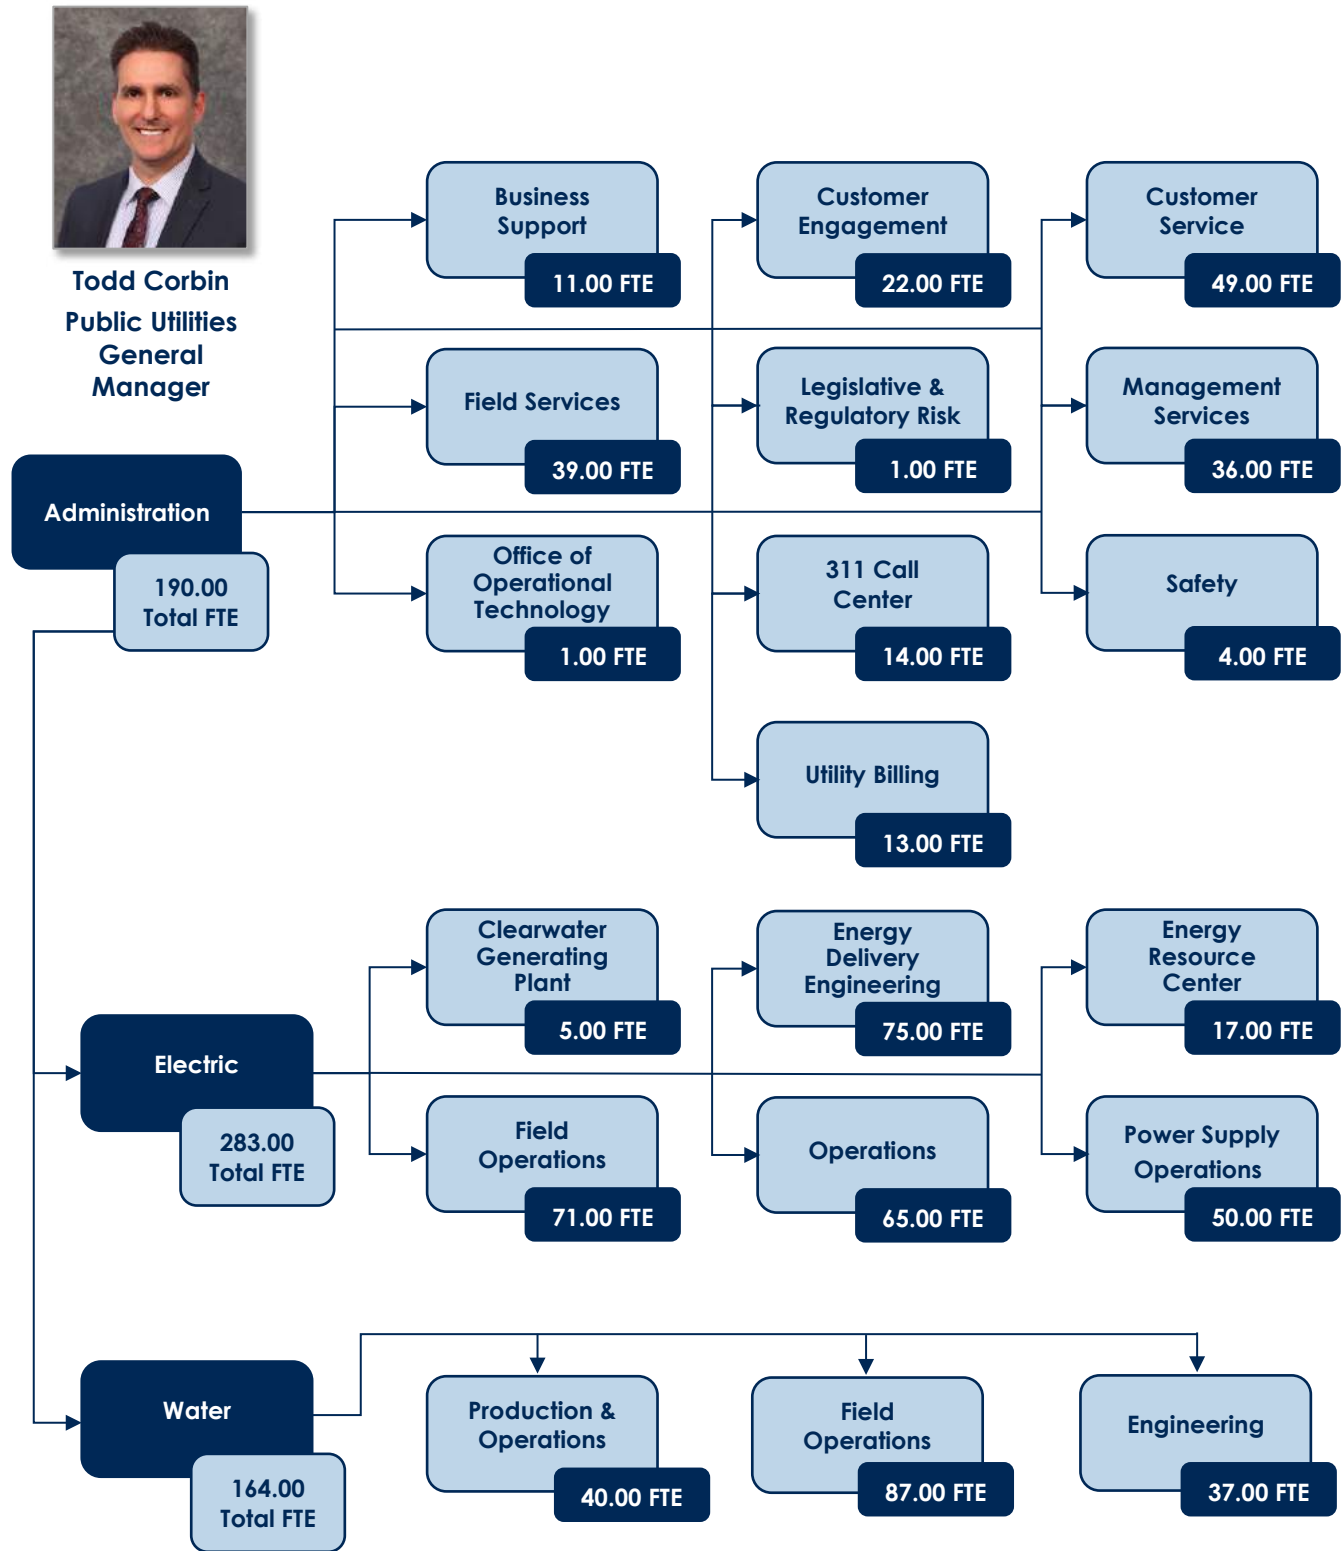 Todd Corbin
Public Utilities
General
Manager
Business
Support
11.00 FTE
Customer
Engagement
22.00 FTE
Customer
Service
49.00 FTE
Field Services
39.00 FTE
Legislative &
Regulatory Risk
1.00 FTE
Management
Services
36.00 FTE
Administration
190.00
Total FTE
Office of
Operational
Technology
1.00 FTE
311 Call
Center
14.00 FTE
Safety
4.00 FTE
Utility Billing
13.00 FTE
Clearwater
Generating
Plant
5.00 FTE
Energy
Delivery
Engineering
75.00 FTE
Energy
Resource
Center
17.00 FTE
Electric
283.00
Total FTE
Field
Operations
71.00 FTE
Operations
65.00 FTE
Power Supply
Operations
50.00 FTE
Water
164.00
Total FTE
Production &
Operations
40.00 FTE
Field
Operations
87.00 FTE
Engineering
37.00 FTE